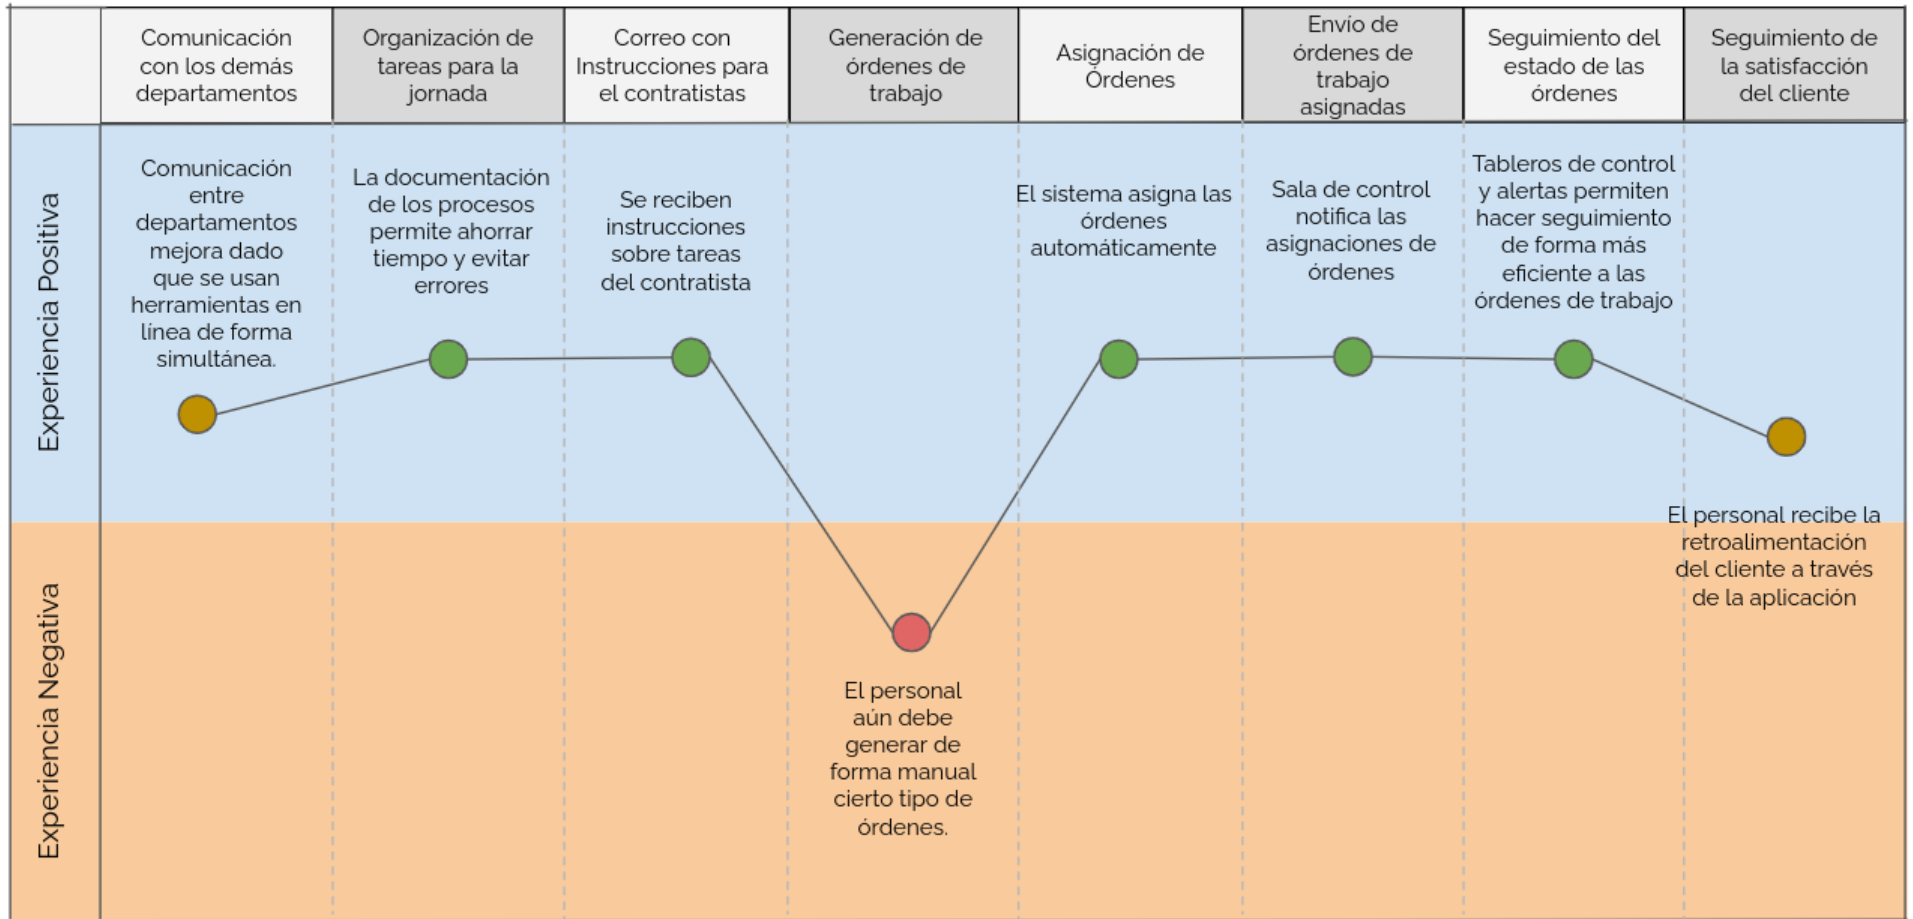 Comunicación
con los demás
departamentos
Organización de
tareas para la
jornada
Correo con
Instrucciones para
el contratistas
Generación de
órdenes de
trabajo
Asignación de
Órdenes
Envío de
órdenes de
trabajo
asignadas
Seguimiento del
estado de las
órdenes
Seguimiento de
la satisfacción
del cliente
Experiencia Positiva
Comunicación
entre
departamentos
mejora dado
que se usan
herramientas en
línea de forma
simultánea.
La documentación
de los procesos
permite ahorrar
tiempo y evitar
errores
Se reciben
instrucciones
sobre tareas
del contratista
El sistema asigna las
órdenes
automáticamente
Sala de control
notifica las
asignaciones de
órdenes
Tableros de control
y alertas permiten
hacer seguimiento
de forma más
eficiente a las
órdenes de trabajo
El personal recibe la
retroalimentación
del cliente a través
de la aplicación
Experiencia Negativa
El personal
aún debe
generar de
forma manual
cierto tipo de
órdenes.